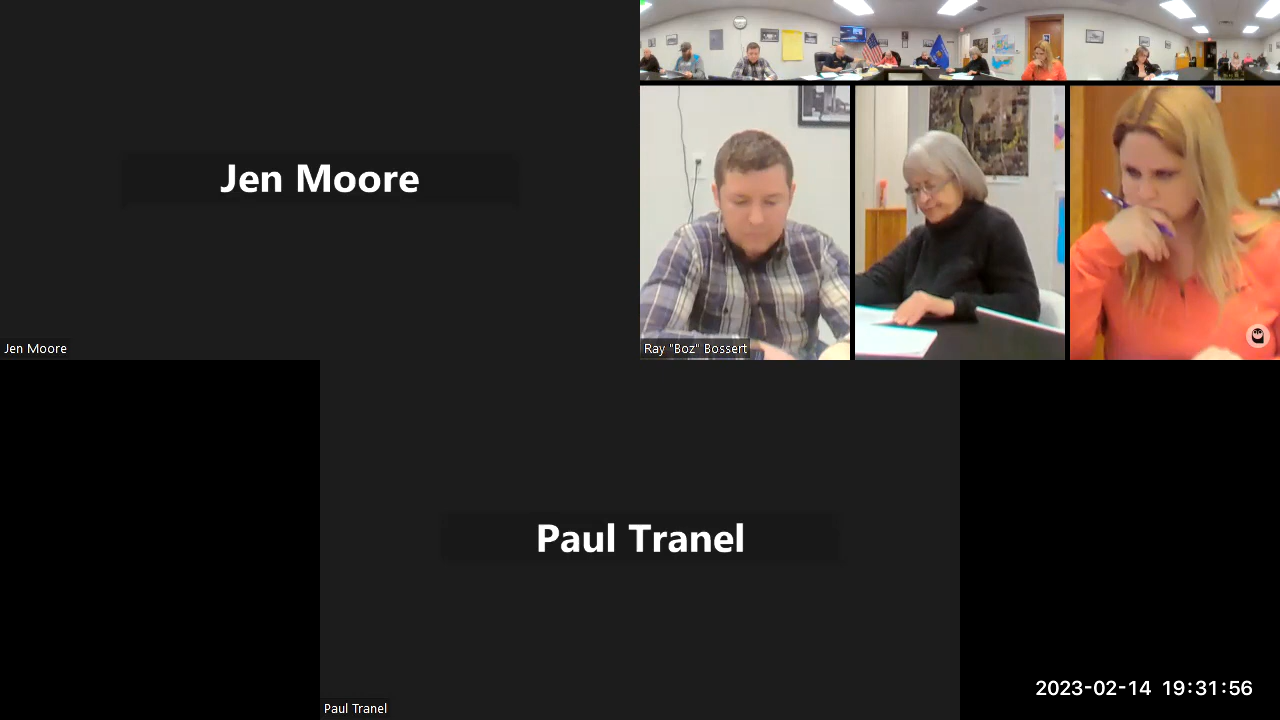 Jen Moore
Jen Moore
Ray "Boz" Bossert
Paul Tranel
Paul Tranel
2023-02-14 19:31:56